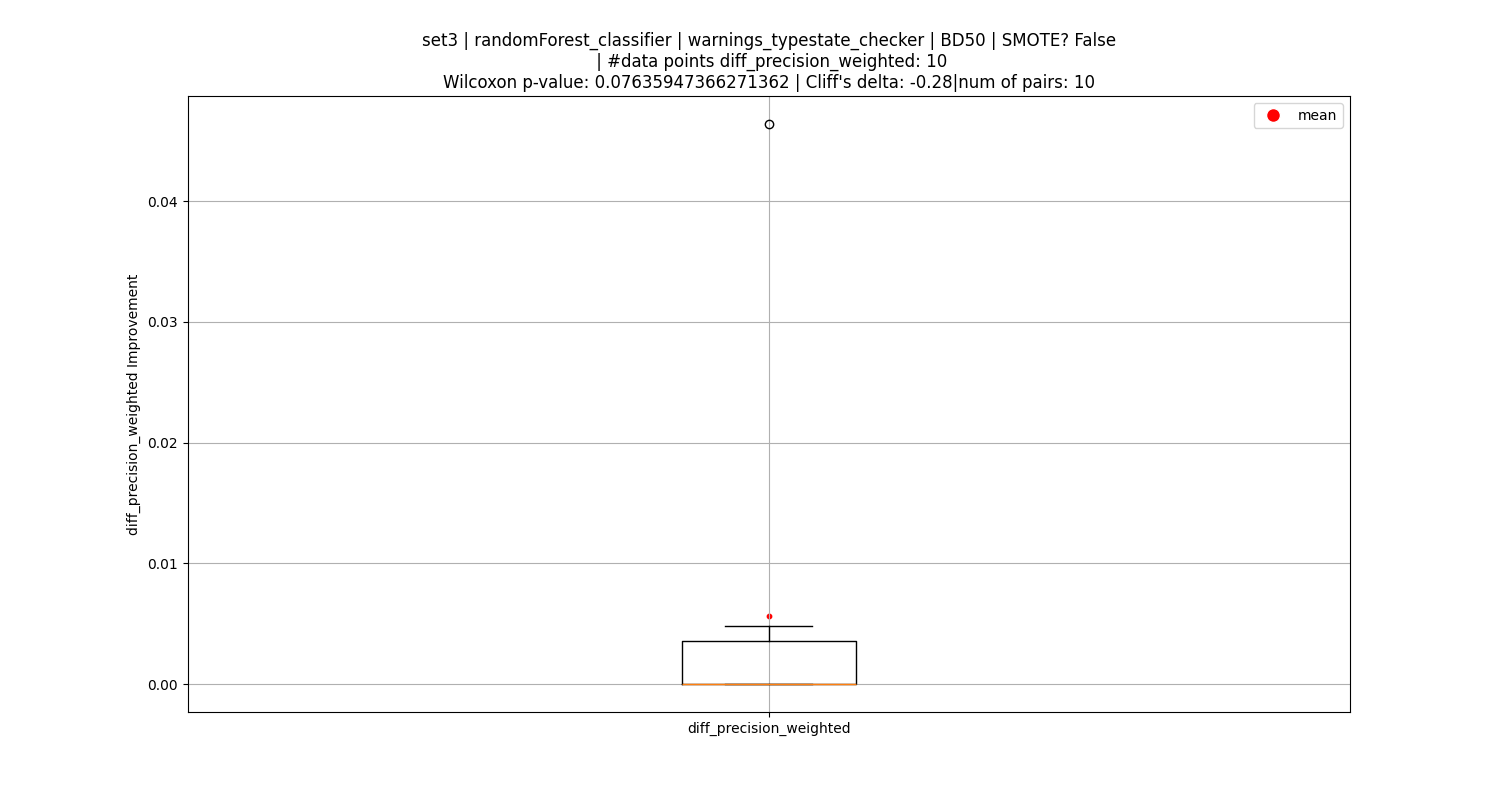 set3 | randomForest_classifier | warnings_typestate_checker | BD50 | SMOTE? False
| #data points diff_precision_weighted: 10
Wilcoxon p-value: 0.07635947366271362 | Cliff's delta: -0.28|num of pairs: 10
mean
0.04
0.03
0.02
0.01
0.00
diff_precision_weighted Improvement
diff_precision_weighted